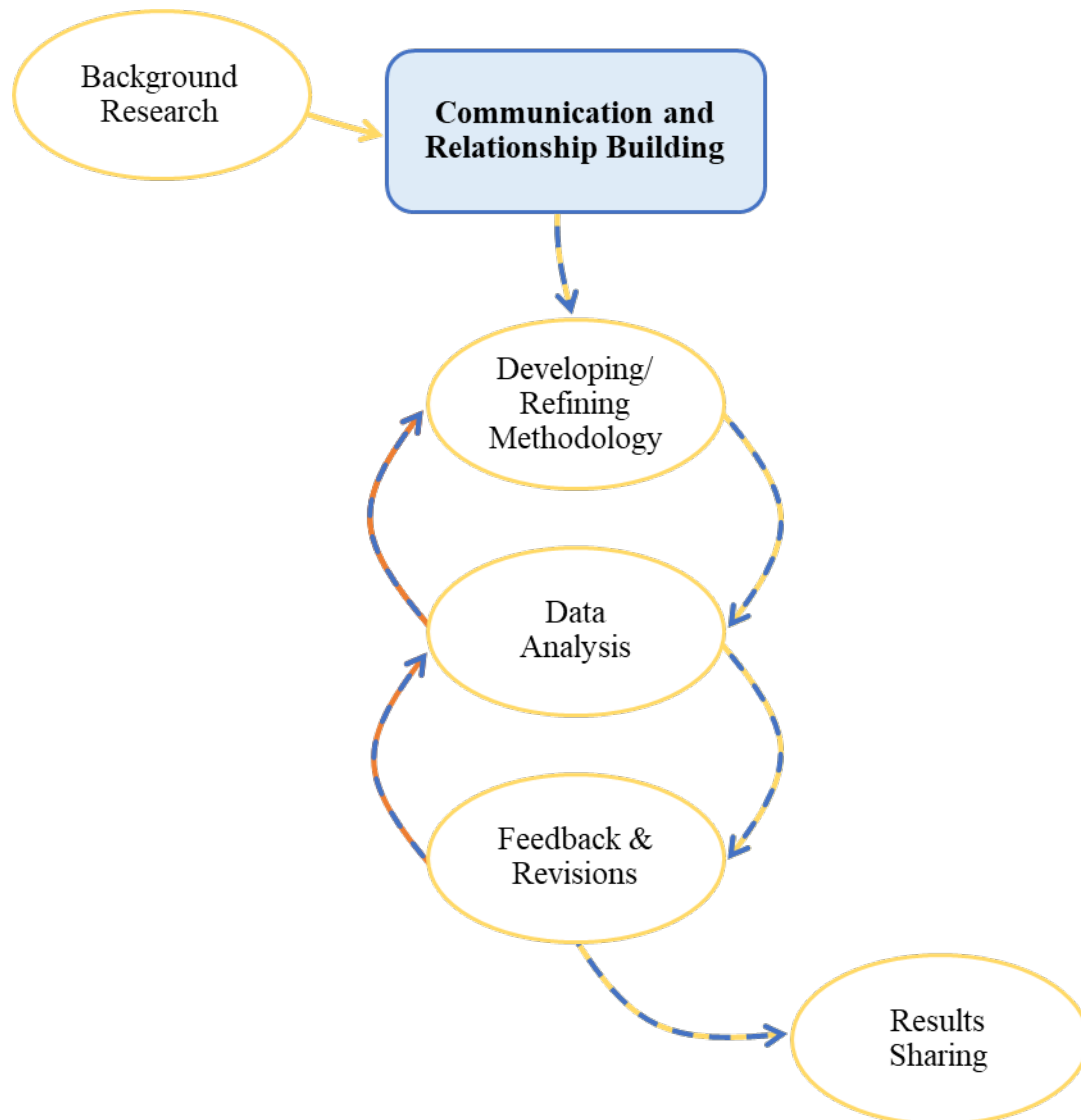 Background
Research
Communication and
Relationship Building
Developing/
Refining
Methodology
Data
Analysis
Feedback &
Revisions
Results
Sharing